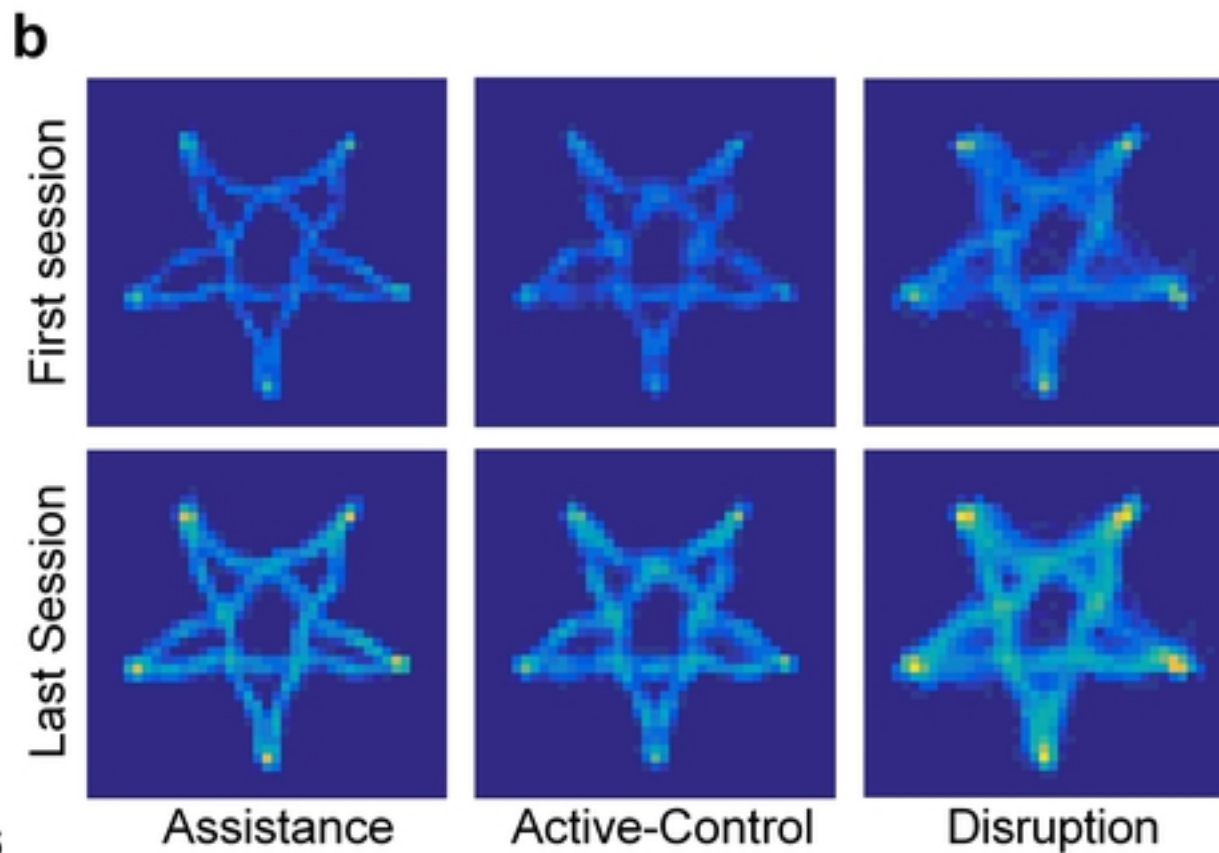 b
First session
Last Session
Assistance Active-Control Disruption